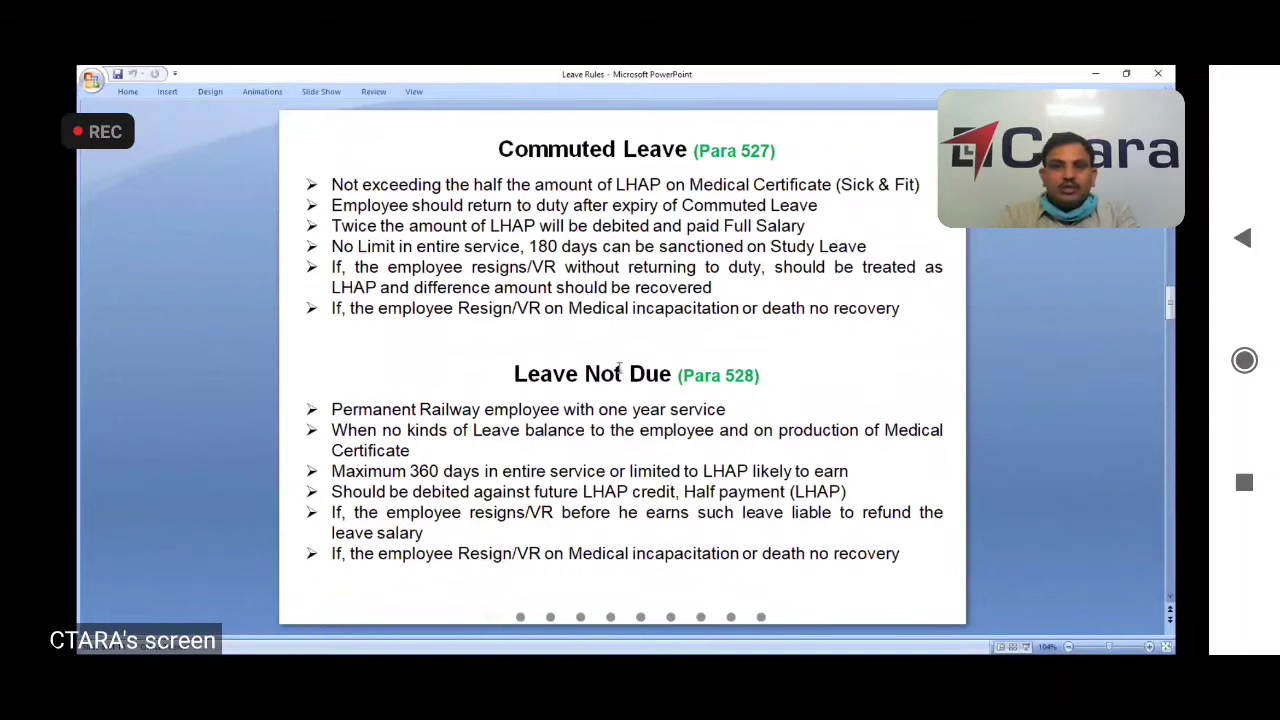 Leave Rules - Microsoft PowerPoint
Home Insert Design Animations Slide Show Review View
REC
Ctara
Commuted Leave (Para 527)
➢ Not exceeding the half the amount of LHAP on Medical Certificate (Sick & Fit)
➢ Employee should return to duty after expiry of Commuted Leave
➢ Twice the amount of LHAP will be debited and paid Full Salary
➢ No Limit in entire service, 180 days can be sanctioned on Study Leave
➢ If, the employee resigns/VR without returning to duty, should be treated as
LHAP and difference amount should be recovered
➢ If, the employee Resign/VR on Medical incapacitation or death no recovery
Leave Not Due (Para 528)
➢ Permanent Railway employee with one year service
➢ When no kinds of Leave balance to the employee and on production of Medical
Certificate
➢ Maximum 360 days in entire service or limited to LHAP likely to earn
➢ Should be debited against future LHAP credit, Half payment (LHAP)
➢ If, the employee resigns/VR before he earns such leave liable to refund the
leave salary
➢ If, the employee Resign/VR on Medical incapacitation or death no recovery
CTARA's screen
104%